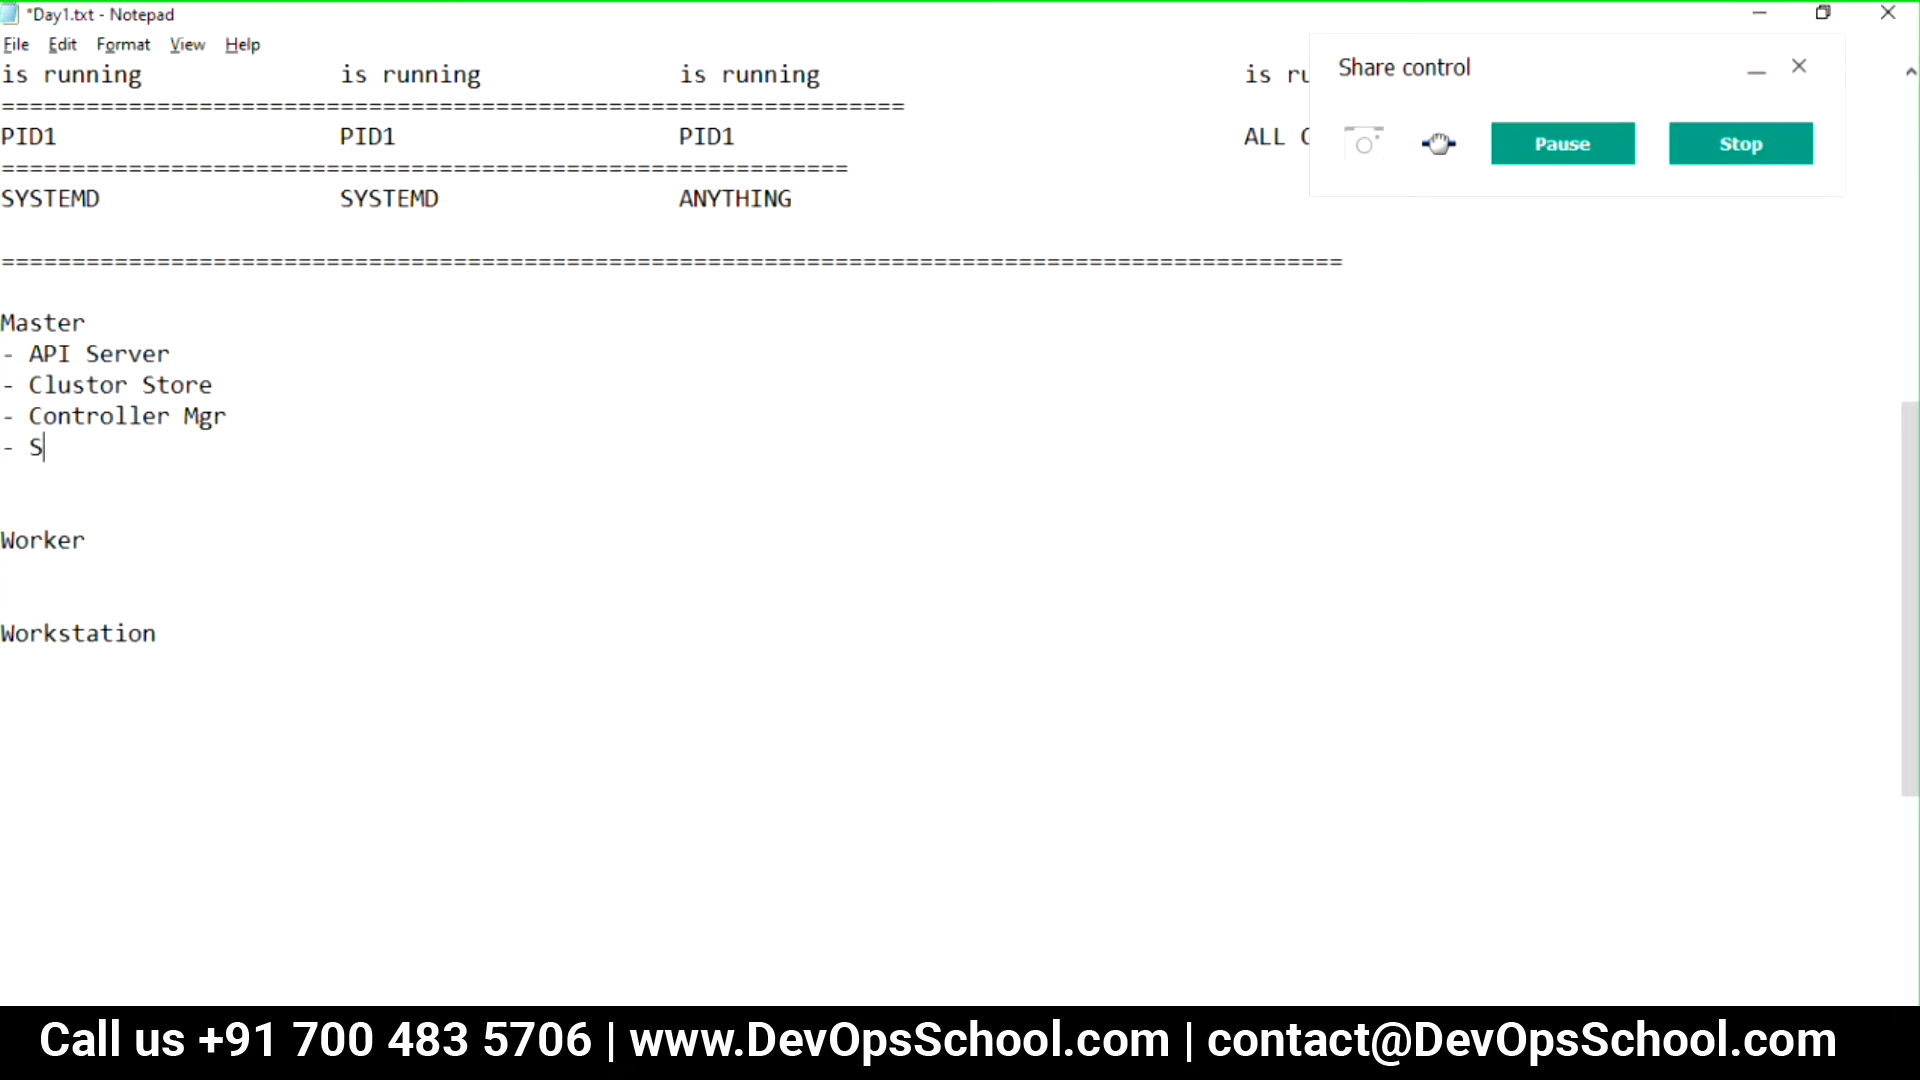 *Day1.txt - Notepad
File Edit Format View Help
is running is running is running is ru
Share control
================================================================
PID1 PID1 PID1 ALL
Pause Stop
============================================================
SYSTEMD SYSTEMD ANYTHING
===============================================================================================
Master
- API Server
- Clustor Store
- Controller Mgr
- S
Worker
Workstation
Call us +91 700 483 5706 | www.DevOpsSchool.com | contact@DevOpsSchool.com